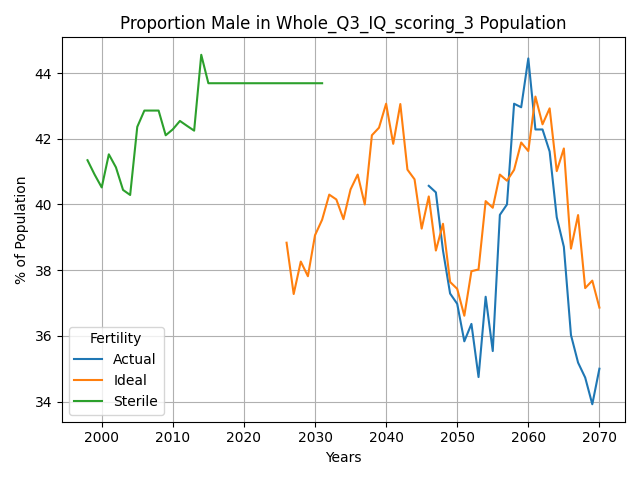 Proportion Male in Whole_Q3_IQ_scoring_3 Population
% of Population
44
42
40
38
36
34
Fertility
Actual
Ideal
Sterile
2000 2010 2020 2030 2040 2050 2060 2070
Years